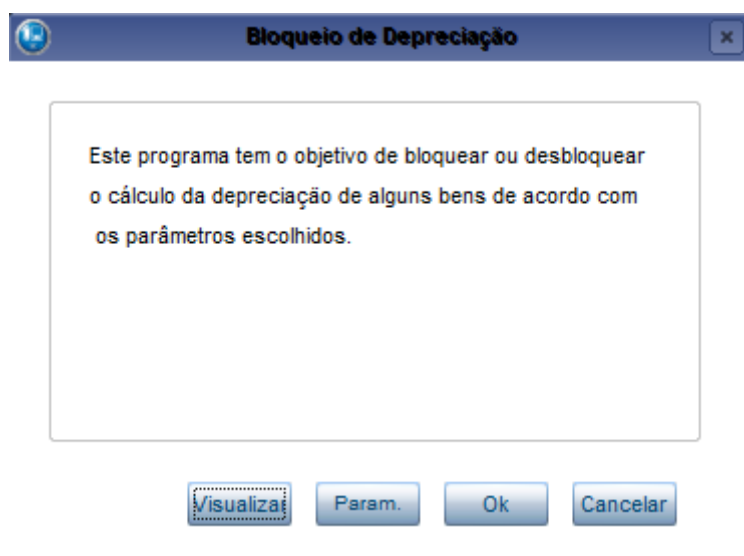 Bloqueio de Depreciação
Este programa tem o objetivo de bloquear ou desbloquear
o cálculo da depreciação de alguns bens de acordo com
os parâmetros escolhidos.
Visualizar Param. Ok Cancelar